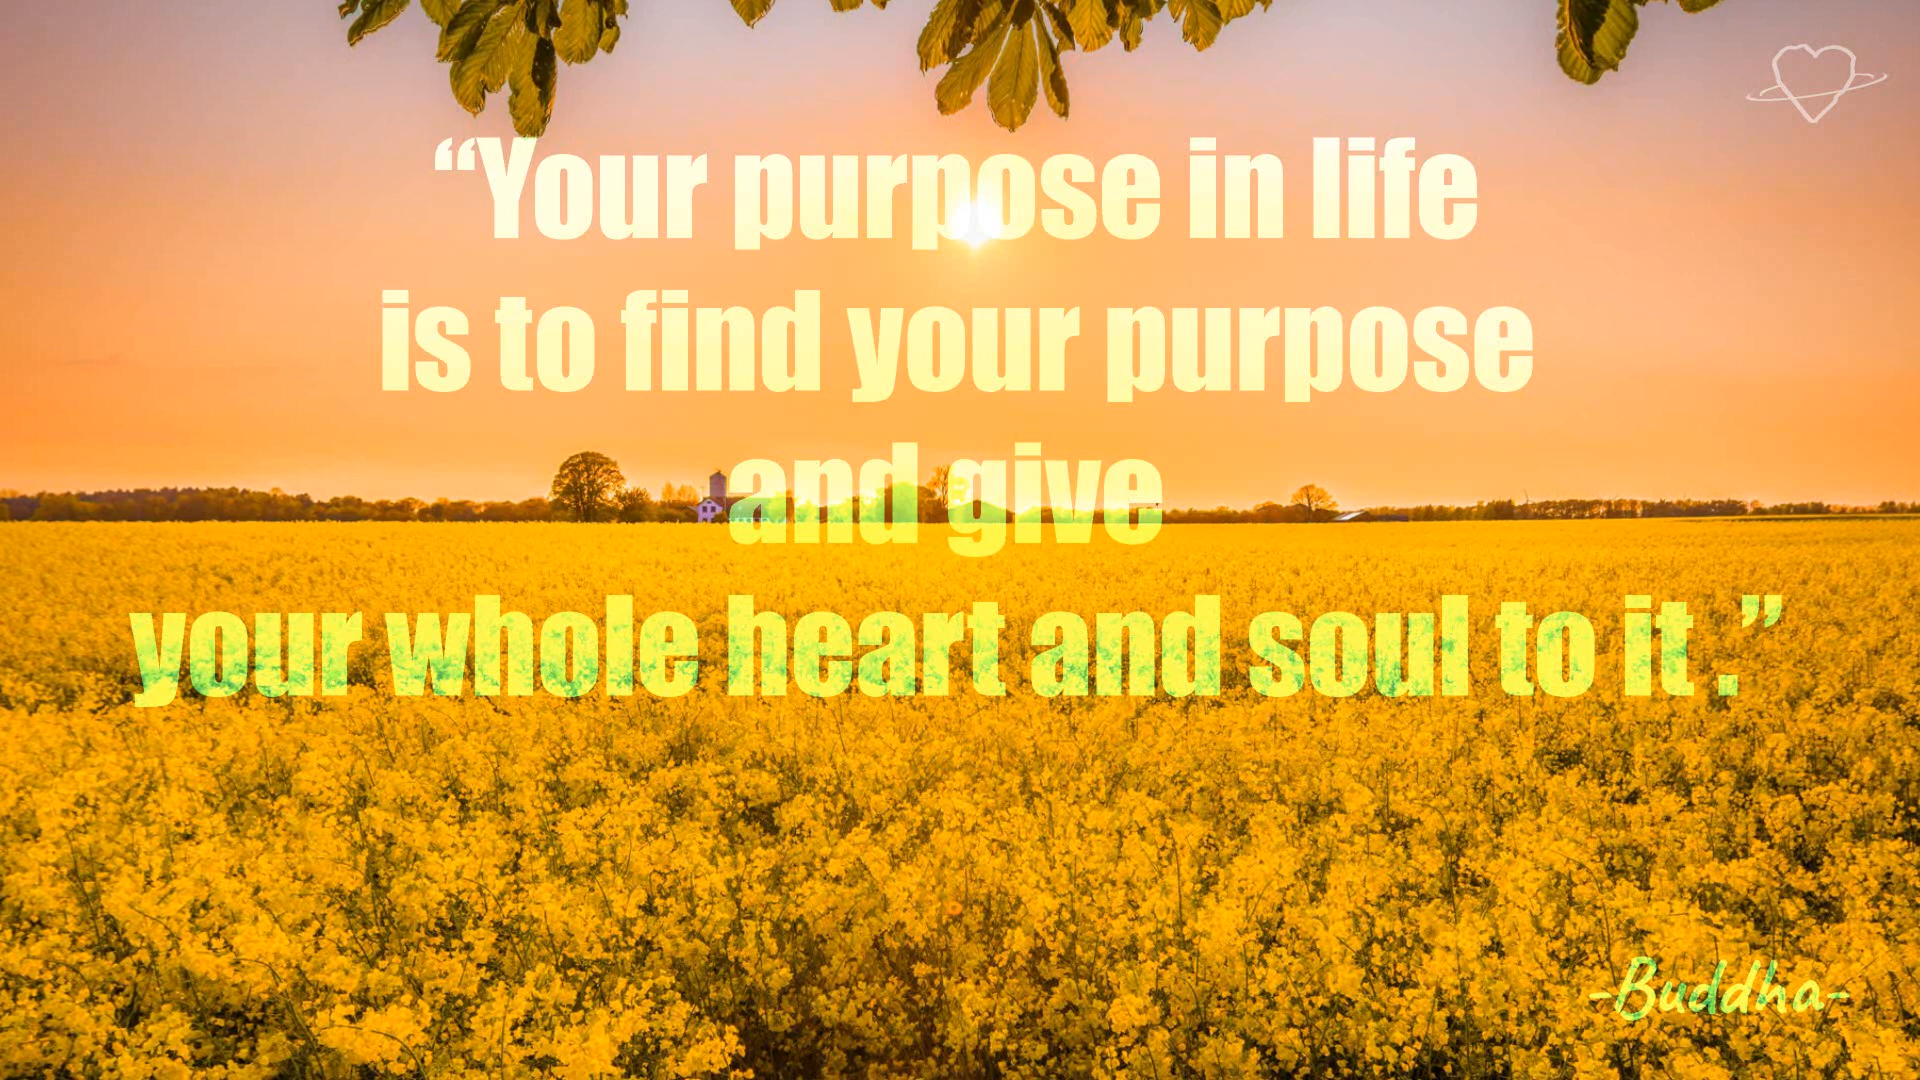 “Your purpose in life
is to find your purpose
and give
your whole heart and soul to it .”
-Buddha-